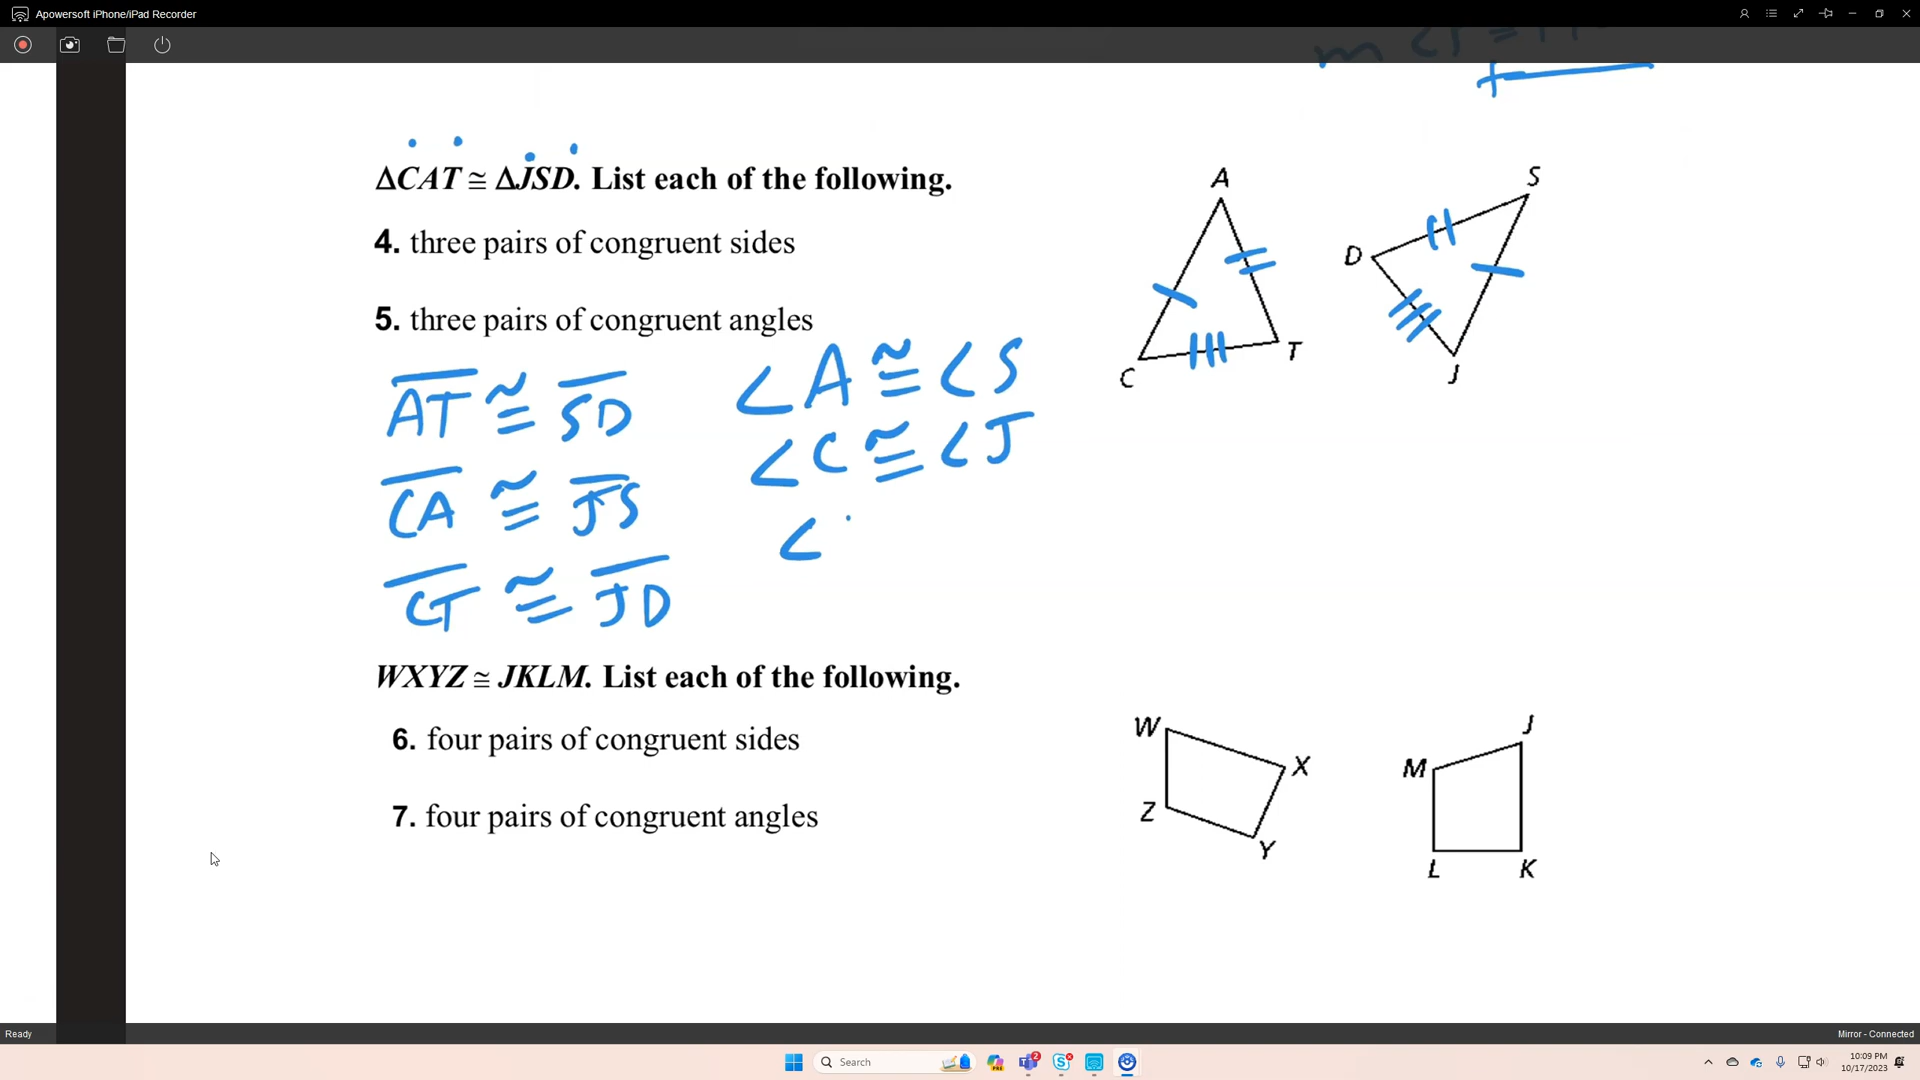 Apowersoft iPhone/iPad Recorder
ΔCAT ≅ ΔJSD. List each of the following.
4. three pairs of congruent sides
5. three pairs of congruent angles
AT ≅ SD
CA ≅ JS
CT ≅ JD
∠A ≅ ∠S
∠C ≅ ∠J
∠
A
C
T
S
D
J
WXYZ ≅ JKLM. List each of the following.
6. four pairs of congruent sides
7. four pairs of congruent angles
W
X
Z
Y
J
M
L
K
Ready
Mirror - Connected
Search
PRE
2
10:09 PM
10/17/2023